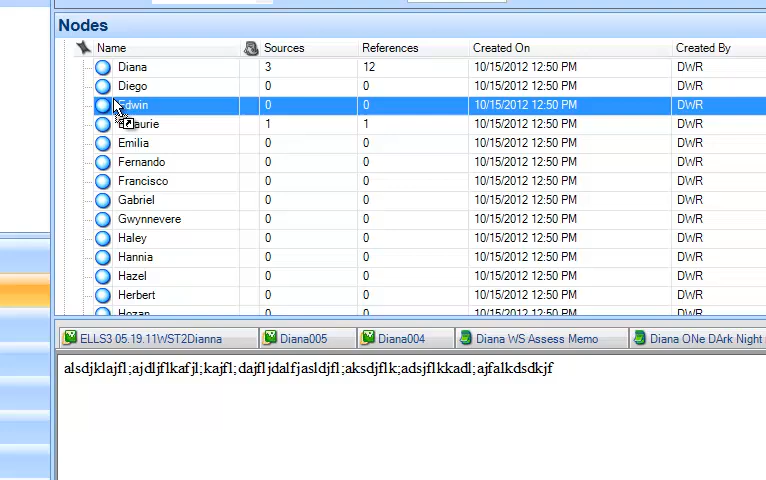 Nodes
Name Sources References Created On Created By
Diana 3 12 10/15/2012 12:50 PM DWR
Diego 0 0 10/15/2012 12:50 PM DWR
Edwin 0 0 10/15/2012 12:50 PM DWR
1 1 10/15/2012 12:50 PM DWR
Emilia 0 0 10/15/2012 12:50 PM DWR
Fernando 0 0 10/15/2012 12:50 PM DWR
Francisco 0 0 10/15/2012 12:50 PM DWR
Gabriel 0 0 10/15/2012 12:50 PM DWR
Gwynnevere 0 0 10/15/2012 12:50 PM DWR
Haley 0 0 10/15/2012 12:50 PM DWR
Hannia 0 0 10/15/2012 12:50 PM DWR
Hazel 0 0 10/15/2012 12:50 PM DWR
Herbert 0 0 10/15/2012 12:50 PM DWR
ELLS3 05.19.11WST2Dianna Diana005 Diana004 Diana WS Assess Memo Diana ONe DArk Night
alsdjklajfl;ajdljflkafjl;kajfl;dajfljdalfjasldjfl;aksdjflk;adsjflkkadl;ajfalkdsdkjf